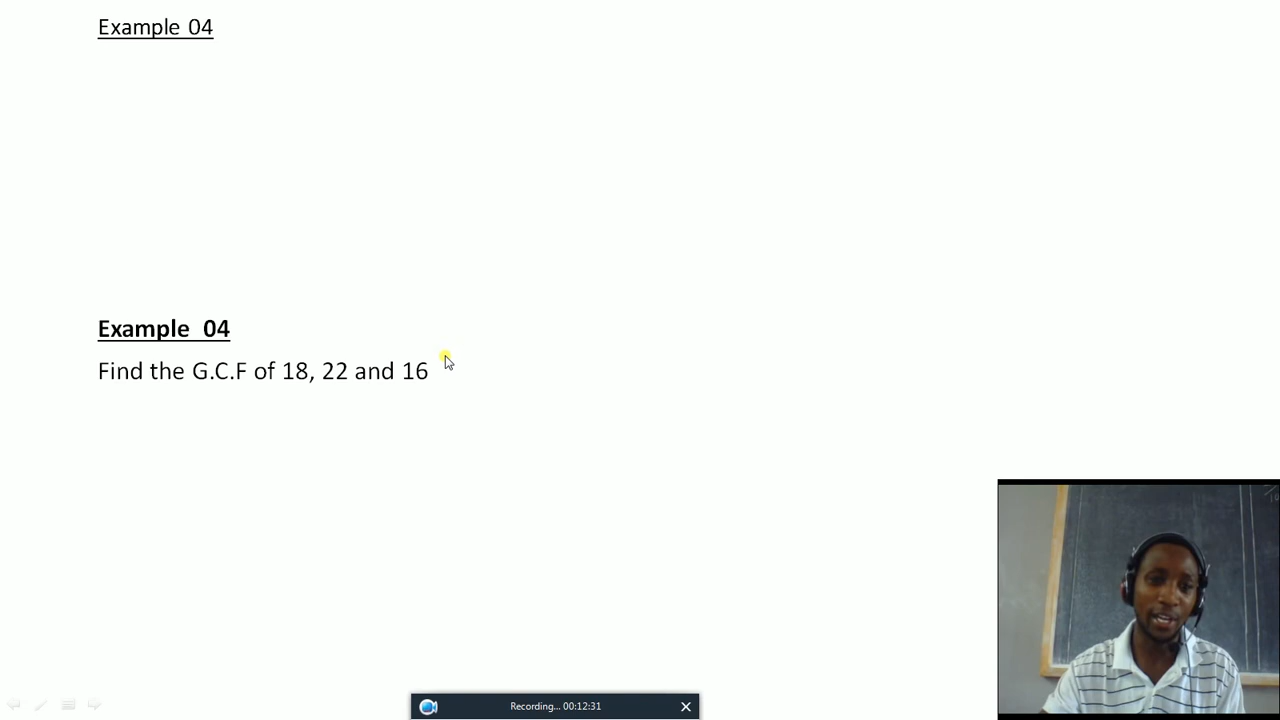 Example 04
Example 04
Find the G.C.F of 18, 22 and 16
Recording... 00:12:31